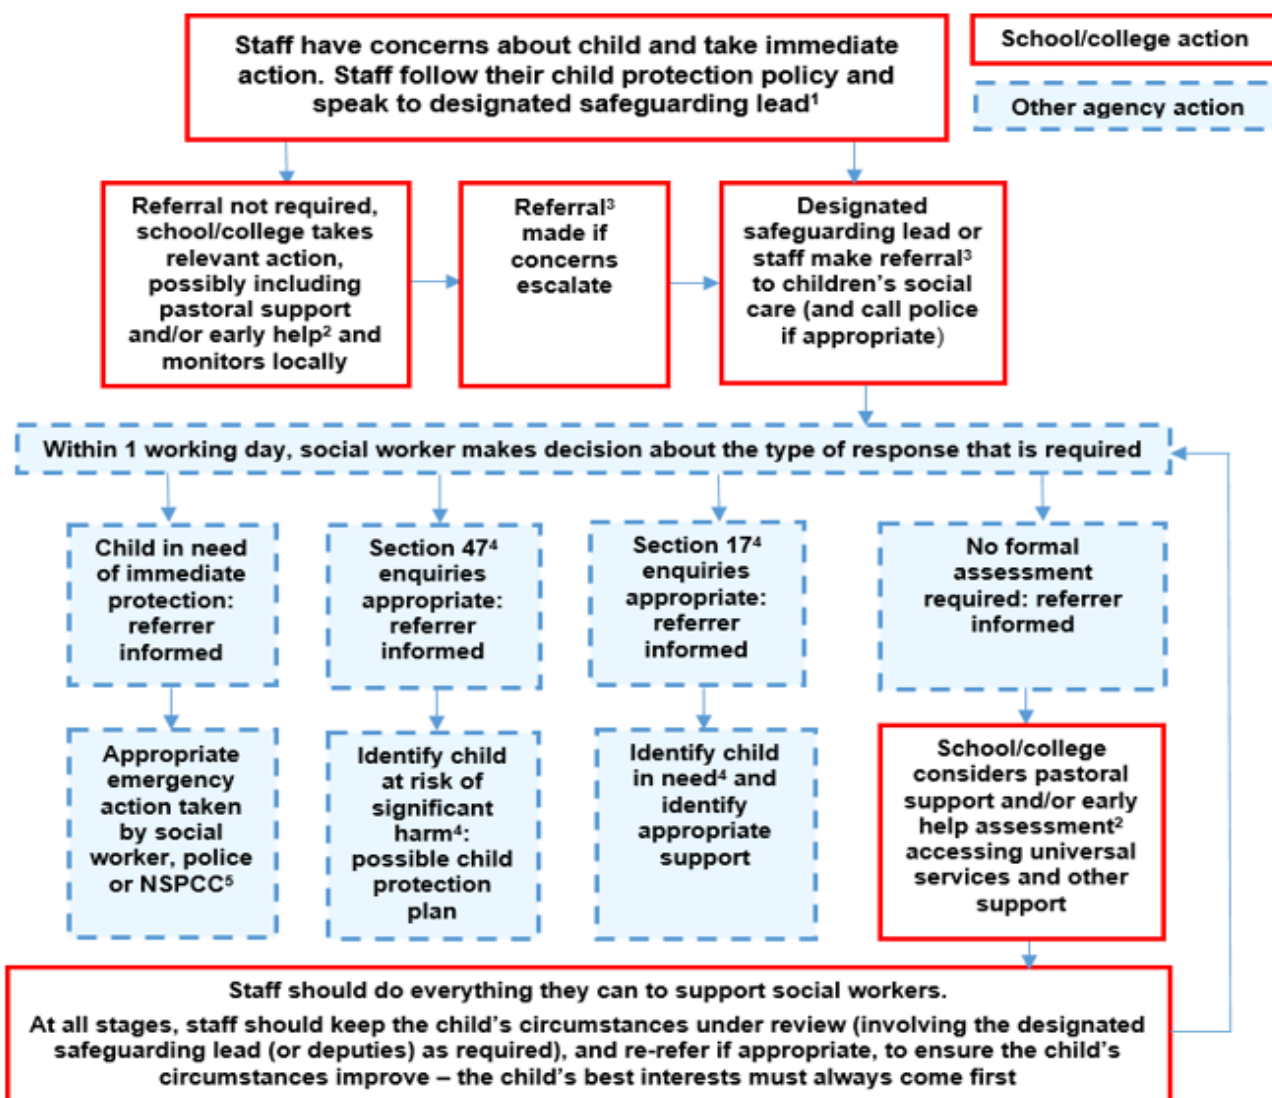 Staff have concerns about child and take immediate
action. Staff follow their child protection policy and
speak to designated safeguarding lead¹
School/college action
Other agency action
Referral not required,
school/college takes
relevant action,
possibly including
pastoral support
and/or early help² and
monitors locally
Referral³
made if
concerns
escalate
Designated
safeguarding lead or
staff make referral³
to children’s social
care (and call police
if appropriate)
Within 1 working day, social worker makes decision about the type of response that is required
Child in need
of immediate
protection:
referrer
informed
Section 47⁴
enquiries
appropriate:
referrer
informed
Section 17⁴
enquiries
appropriate:
referrer
informed
No formal
assessment
required: referrer
informed
Appropriate
emergency
action taken
by social
worker, police
or NSPCC⁵
Identify child
at risk of
significant
harm⁴:
possible child
protection
plan
Identify child
in need⁴ and
identify
appropriate
support
School/college
considers pastoral
support and/or early
help assessment²
accessing universal
services and other
support
Staff should do everything they can to support social workers.
At all stages, staff should keep the child’s circumstances under review (involving the designated
safeguarding lead (or deputies) as required), and re-refer if appropriate, to ensure the child’s
circumstances improve – the child’s best interests must always come first